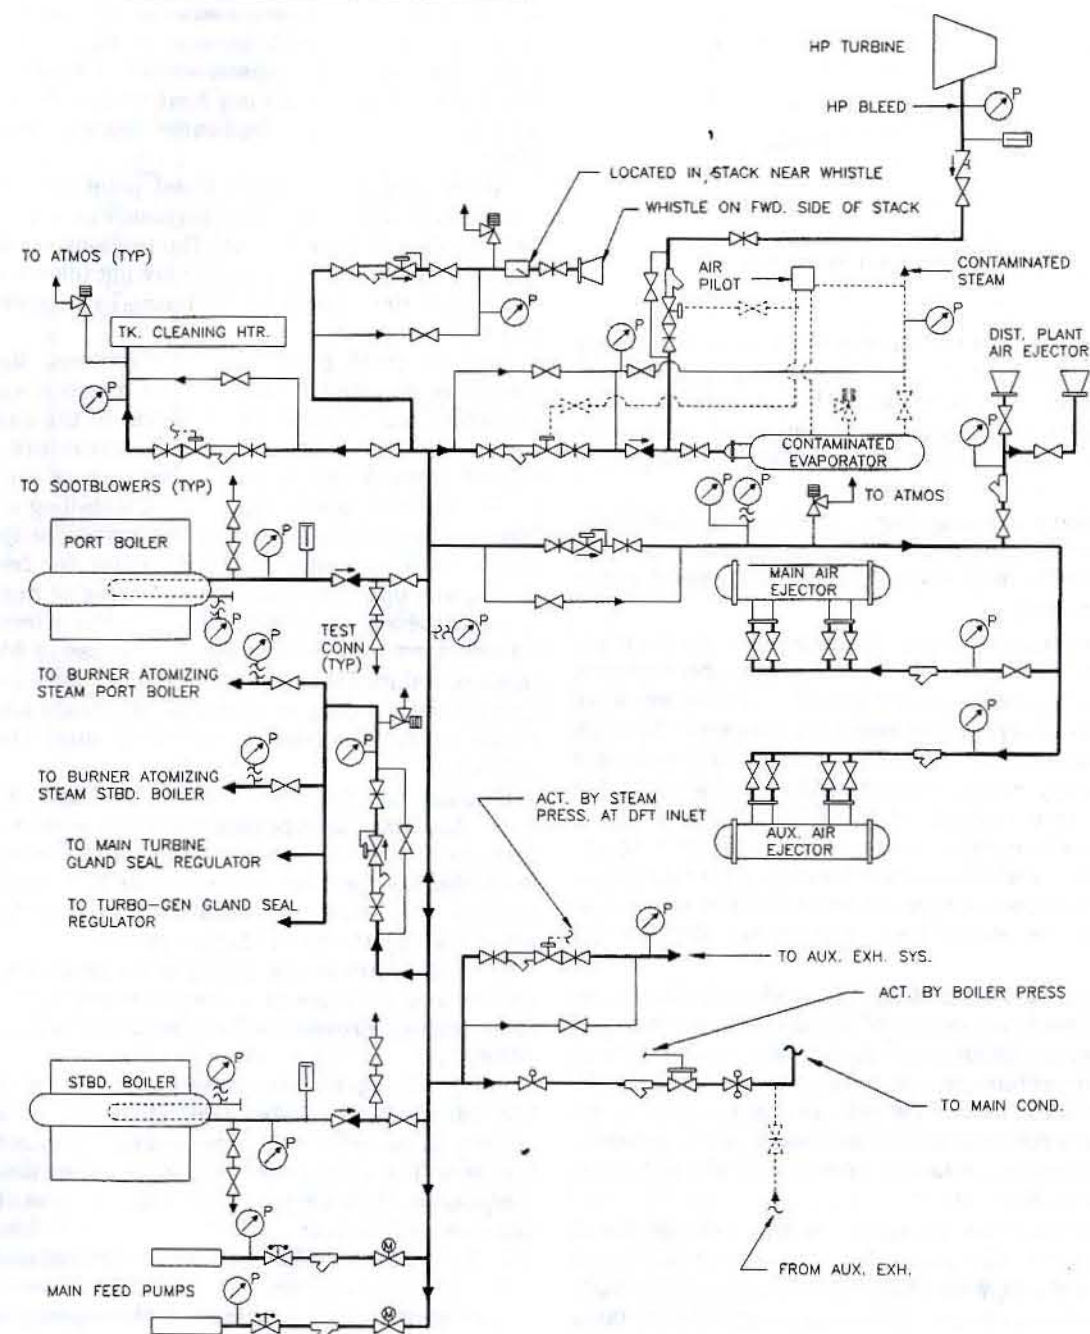 HP TURBINE
HP BLEED
P
LOCATED IN STACK NEAR WHISTLE
WHISTLE ON FWD. SIDE OF STACK
TO ATMOS (TYP)
AIR
PILOT
CONTAMINATED
STEAM
P
P
TK. CLEANING HTR.
P
P
DIST. PLANT
AIR EJECTOR
P
P
CONTAMINATED
EVAPORATOR
TO SOOTBLOWERS (TYP)
P
P
TO ATMOS
PORT BOILER
P
MAIN AIR
EJECTOR
P
P
TEST
CONN
(TYP)
P
P
TO BURNER ATOMIZING
STEAM PORT BOILER
P
P
P
TO BURNER ATOMIZING
STEAM STBD. BOILER
ACT. BY STEAM
PRESS. AT DFT INLET
AUX. AIR
EJECTOR
TO MAIN TURBINE
GLAND SEAL REGULATOR
TO TURBO-GEN GLAND SEAL
REGULATOR
P
TO AUX. EXH. SYS.
ACT. BY BOILER PRESS
P
STBD. BOILER
TO MAIN COND.
P
P
M
FROM AUX. EXH.
MAIN FEED PUMPS
P
M